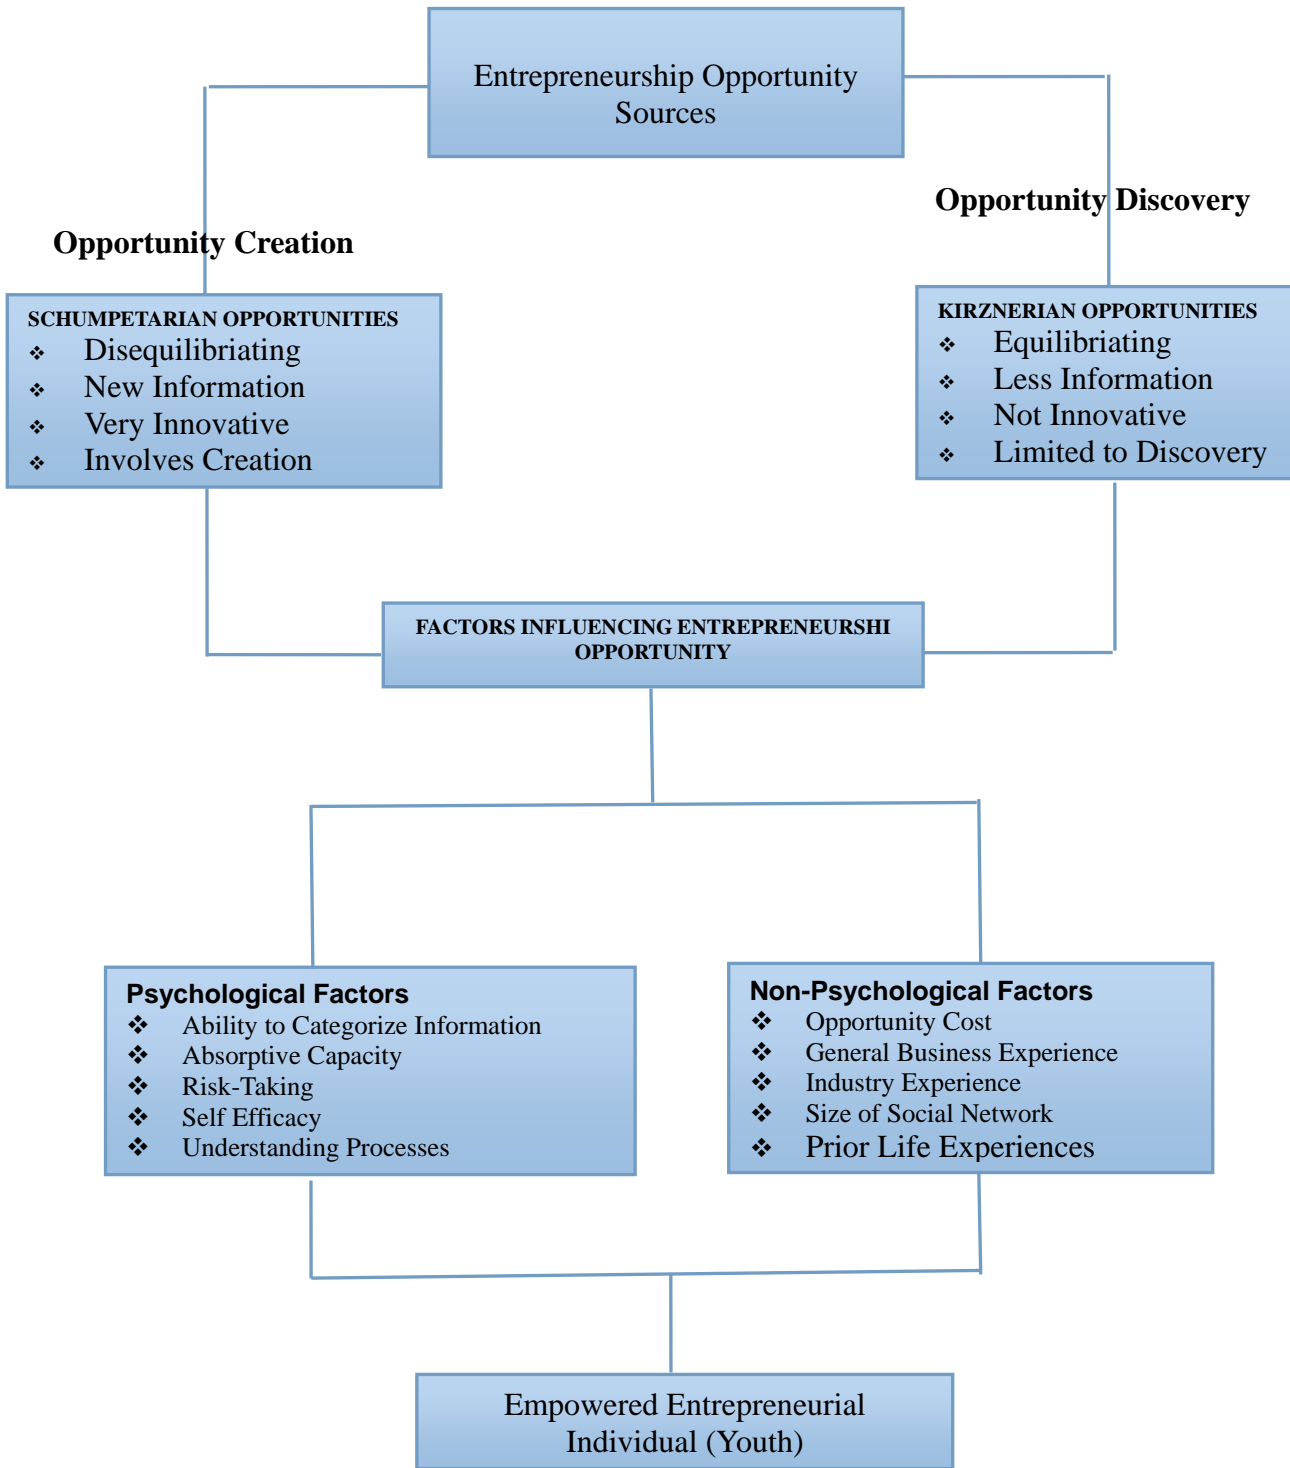 Entrepreneurship Opportunity
Sources
Opportunity Discovery
Opportunity Creation
SCHUMPETARIAN OPPORTUNITIES
❖ Disequilibriating
❖ New Information
❖ Very Innovative
❖ Involves Creation
KIRZNERIAN OPPORTUNITIES
❖ Equilibriating
❖ Less Information
❖ Not Innovative
❖ Limited to Discovery
FACTORS INFLUENCING ENTREPRENEURSHI
OPPORTUNITY
Psychological Factors
❖ Ability to Categorize Information
❖ Absorptive Capacity
❖ Risk-Taking
❖ Self Efficacy
❖ Understanding Processes
Non-Psychological Factors
❖ Opportunity Cost
❖ General Business Experience
❖ Industry Experience
❖ Size of Social Network
❖ Prior Life Experiences
Empowered Entrepreneurial
Individual (Youth)